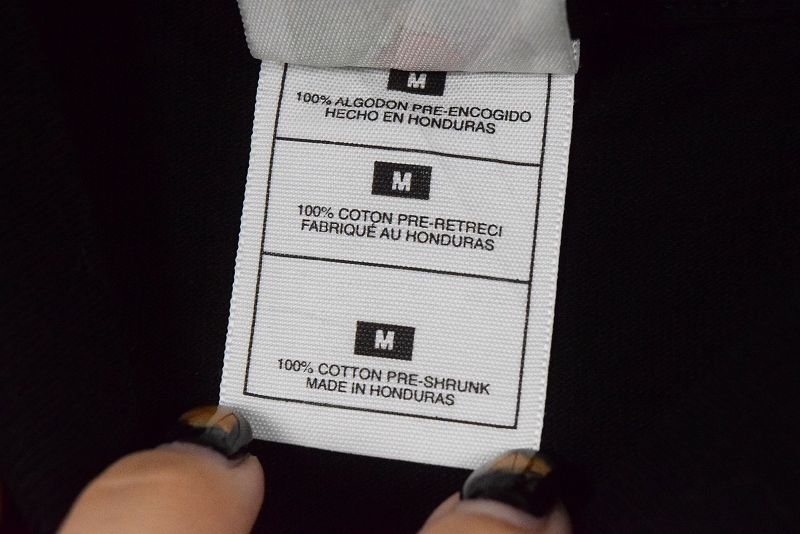 M
100% ALGODON PRE-ENCOGIDO
HECHO EN HONDURAS
M
100% COTON PRE-RETRECI
FABRIQUÉ AU HONDURAS
M
100% COTTON PRE-SHRUNK
MADE IN HONDURAS